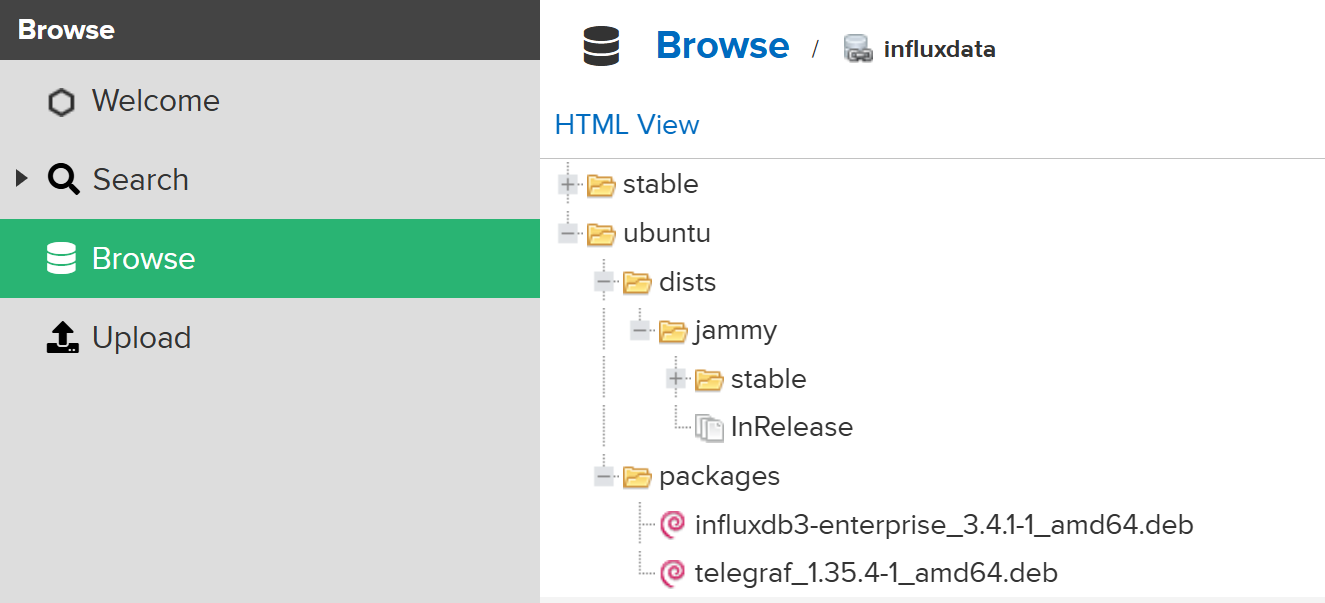 Browse
Welcome
Search
Browse
Upload
Browse / influxdata
HTML View
stable
ubuntu
dists
jammy
stable
InRelease
packages
influxdb3-enterprise_3.4.1-1_amd64.deb
telegraf_1.35.4-1_amd64.deb